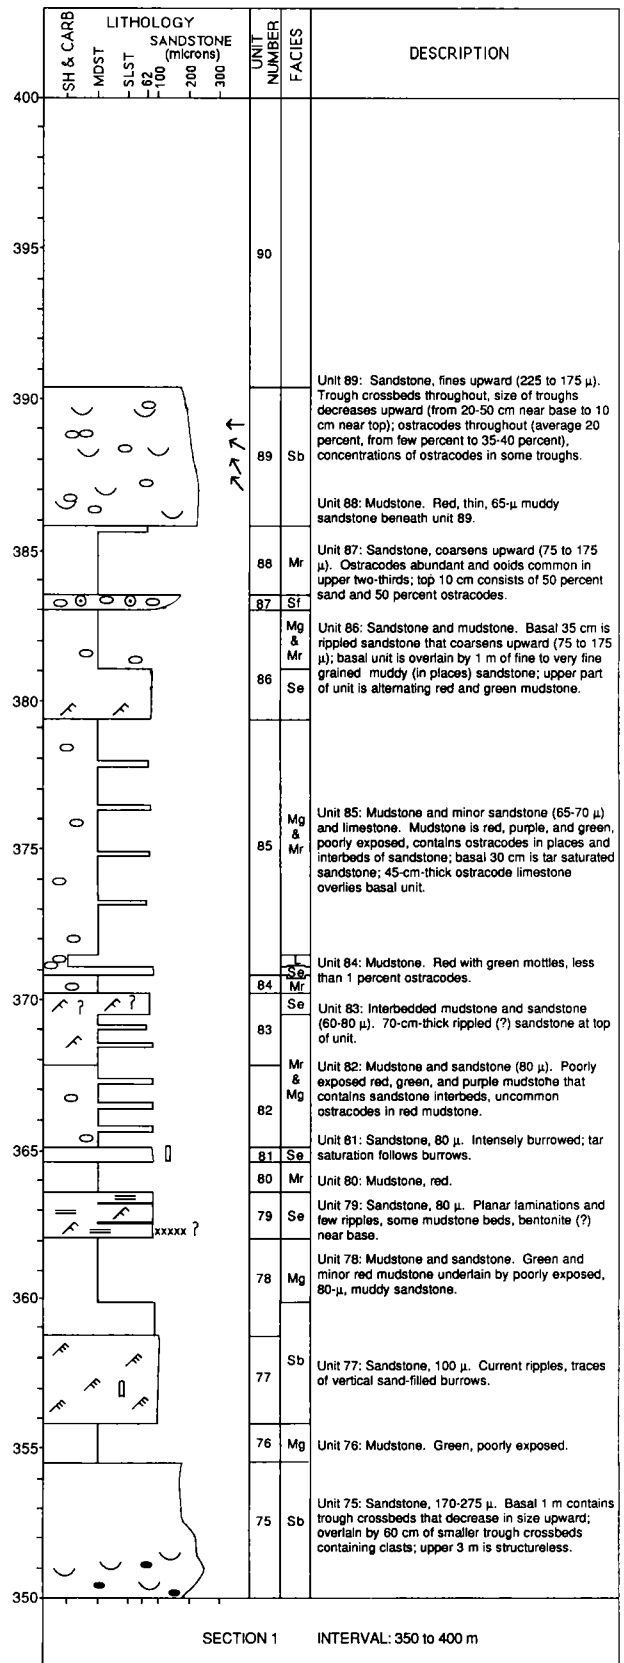 LITHOLOGY
SANDSTONE
(microns)
SH & CARB
MDST
SLST
62
100
200
300
UNIT NUMBER
FACIES
DESCRIPTION
400
395
90
390
89
Sb
Unit 89: Sandstone, fines upward (225 to 175 µ).
Trough crossbeds throughout, size of troughs
decreases upward (from 20-50 cm near base to 10
cm near top); ostracodes throughout (average 20
percent, from few percent to 35-40 percent),
concentrations of ostracodes in some troughs.
Unit 88: Mudstone. Red, thin, 65-µ muddy
sandstone beneath unit 89.
385
88
Mr
Unit 87: Sandstone, coarsens upward (75 to 175
µ). Ostracodes abundant and ooids common in
upper two-thirds; top 10 cm consists of 50 percent
sand and 50 percent ostracodes.
87
Sf
Mg
&
Mr
86
Se
380
Unit 86: Sandstone and mudstone. Basal 35 cm is
rippled sandstone that coarsens upward (75 to 175
µ); basal unit is overlain by 1 m of fine to very fine
grained muddy (in places) sandstone; upper part
of unit is alternating red and green mudstone.
85
Mg
&
Mr
375
Unit 85: Mudstone and minor sandstone (65-70 µ)
and limestone. Mudstone is red, purple, and green,
poorly exposed, contains ostracodes in places and
interbeds of sandstone; basal 30 cm is tar saturated
sandstone; 45-cm-thick ostracode limestone
overlies basal unit.
L
Se
84
Mr
Unit 84: Mudstone. Red with green mottles, less
than 1 percent ostracodes.
370
? ?
83
Se
Unit 83: Interbedded mudstone and sandstone
(60-80 µ). 70-cm-thick rippled (?) sandstone at top
of unit.
Mr
&
Mg
82
Unit 82: Mudstone and sandstone (80 µ). Poorly
exposed red, green, and purple mudstone that
contains sandstone interbeds, uncommon
ostracodes in red mudstone.
365
81
Se
Unit 81: Sandstone, 80 µ. Intensely burrowed; tar
saturation follows burrows.
80
Mr
Unit 80: Mudstone, red.
xxxxx ?
79
Se
Unit 79: Sandstone, 80 µ. Planar laminations and
few ripples, some mudstone beds, bentonite (?)
near base.
360
78
Mg
Unit 78: Mudstone and sandstone. Green and
minor red mudstone underlain by poorly exposed,
80-µ, muddy sandstone.
77
Sb
Unit 77: Sandstone, 100 µ. Current ripples, traces
of vertical sand-filled burrows.
355
76
Mg
Unit 76: Mudstone. Green, poorly exposed.
75
Sb
Unit 75: Sandstone, 170-275 µ. Basal 1 m contains
trough crossbeds that decrease in size upward;
overlain by 60 cm of smaller trough crossbeds
containing clasts; upper 3 m is structureless.
350
SECTION 1 INTERVAL: 350 to 400 m